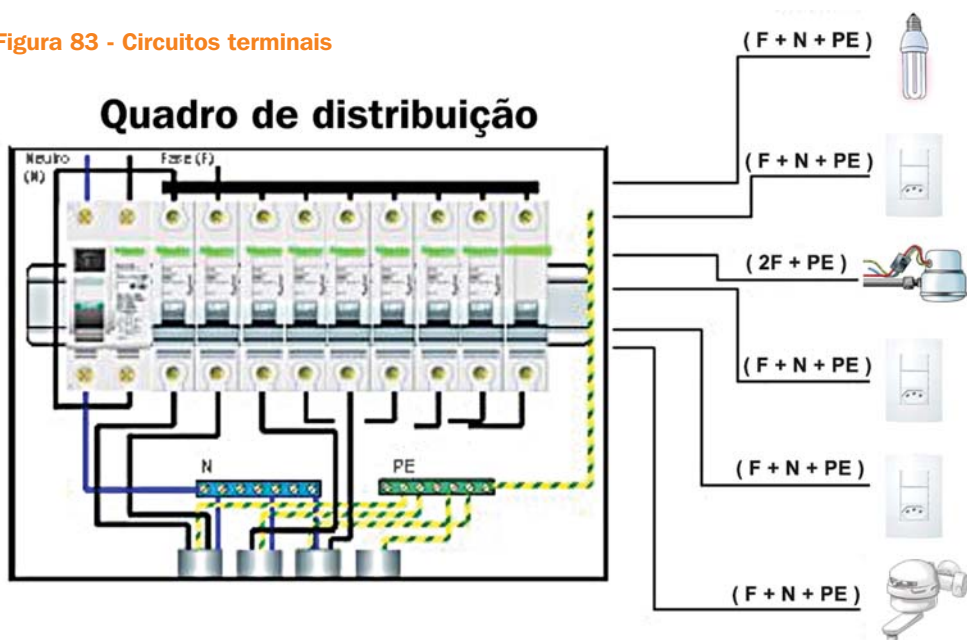 Figura 83 - Circuitos terminais
Quadro de distribuição
Neutro
(N)
Fase (F)
N
PE
( F + N + PE )
( F + N + PE )
( 2F + PE )
( F + N + PE )
( F + N + PE )
( F + N + PE )